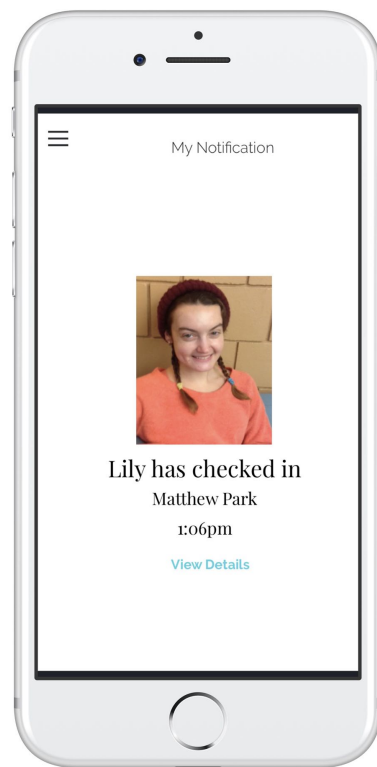 My Notification
Lily has checked in
Matthew Park
1:06pm
View Details